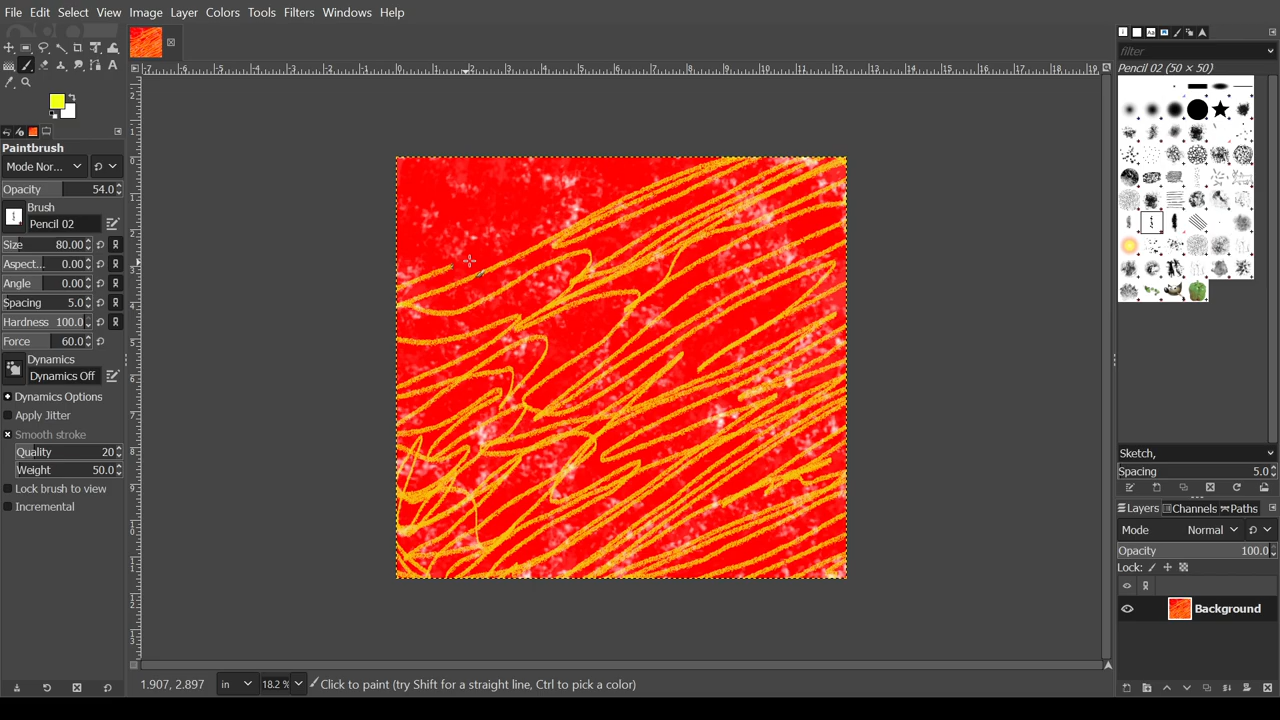 File Edit Select View Image Layer Colors Tools Filters Windows Help
Paintbrush
Mode Nor...
Opacity 54.0
Brush
Pencil 02
Size 80.00
Aspect... 0.00
Angle 0.00
Spacing 5.0
Hardness 100.0
Force 60.0
Dynamics
Dynamics Off
Dynamics Options
Apply Jitter
Smooth stroke
Quality 20
Weight 50.0
Lock brush to view
Incremental
1.907, 2.897 in 18.2 % Click to paint (try Shift for a straight line, Ctrl to pick a color)
filter
Pencil 02 (50 × 50)
Sketch,
Spacing 5.0
Layers Channels Paths
Mode Normal
Opacity 100.0
Lock:
Background